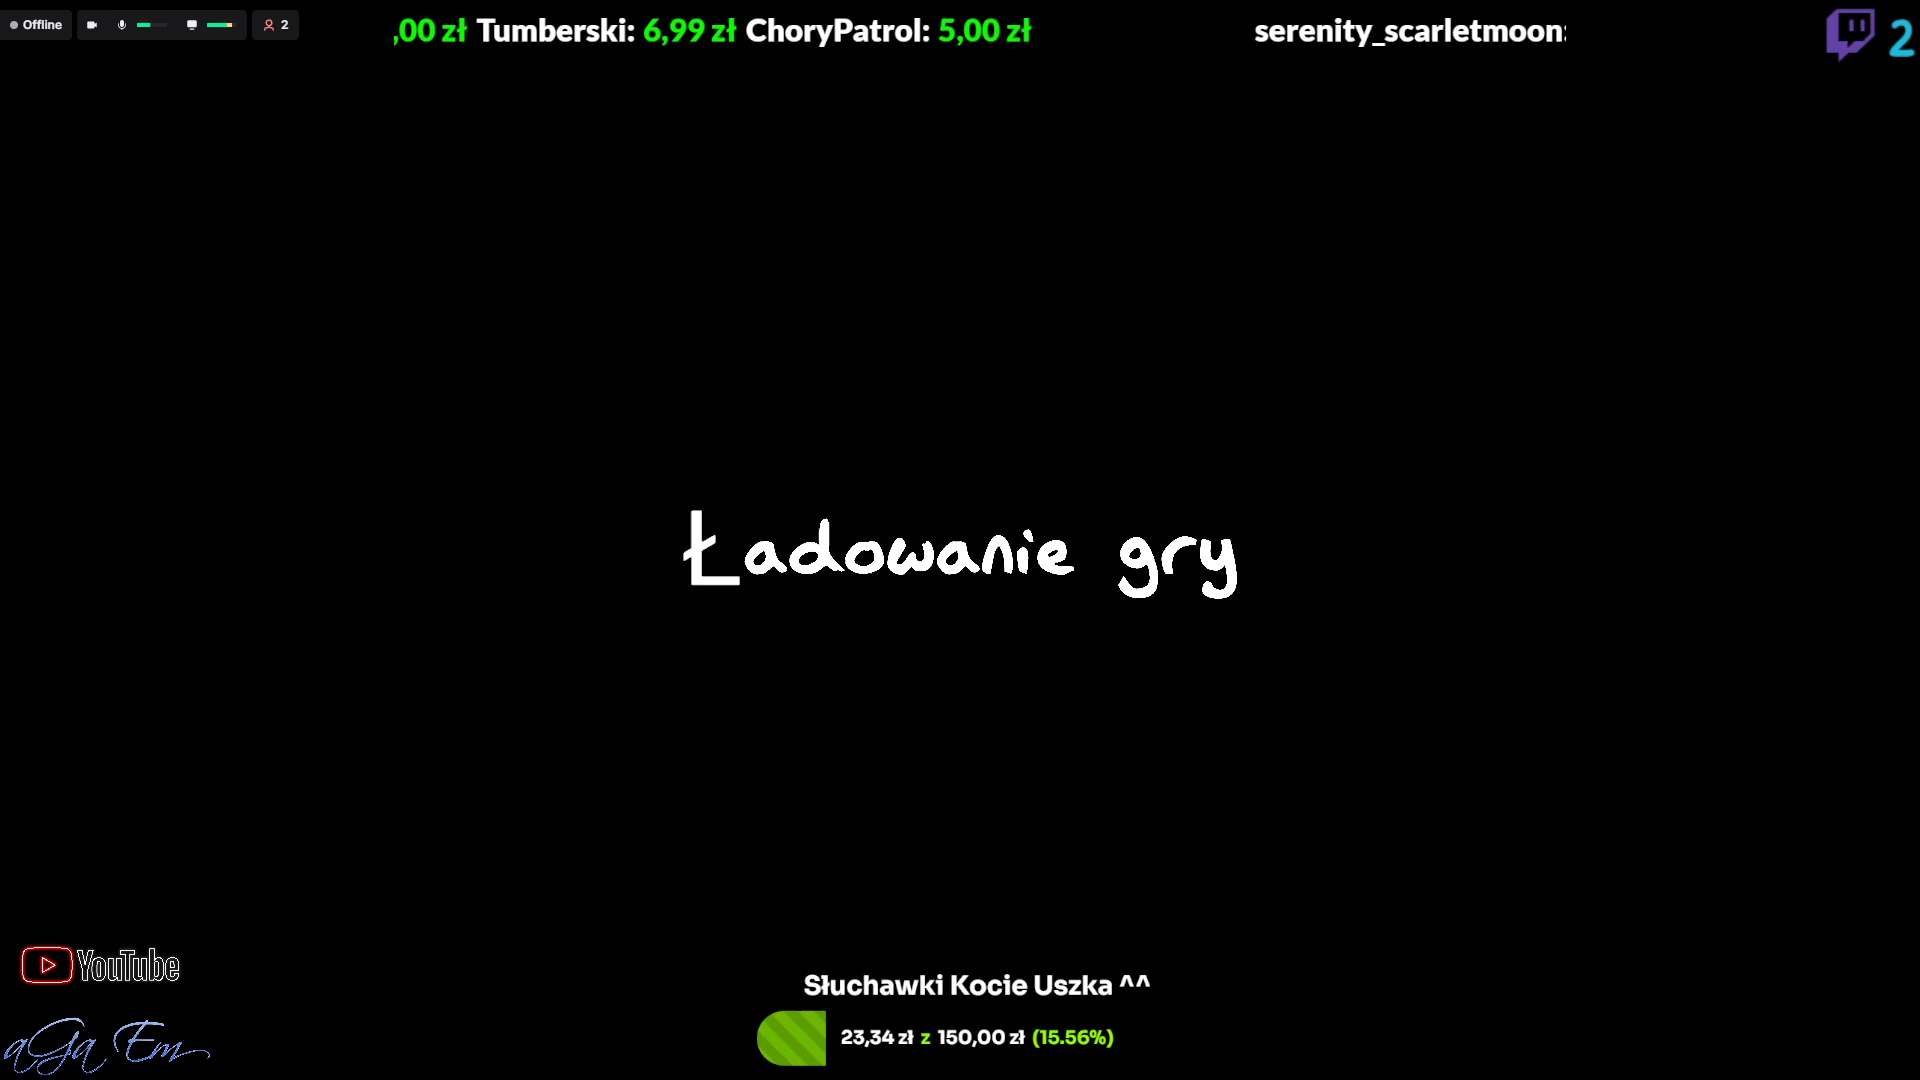 Offline
2
,00 zł Tumberski: 6,99 zł ChoryPatrol: 5,00 zł serenity_scarletmoon:
2
Ładowanie gry
YouTube
Słuchawki Kocie Uszka ^^
23,34 zł z 150,00 zł (15.56%)
aGa Em